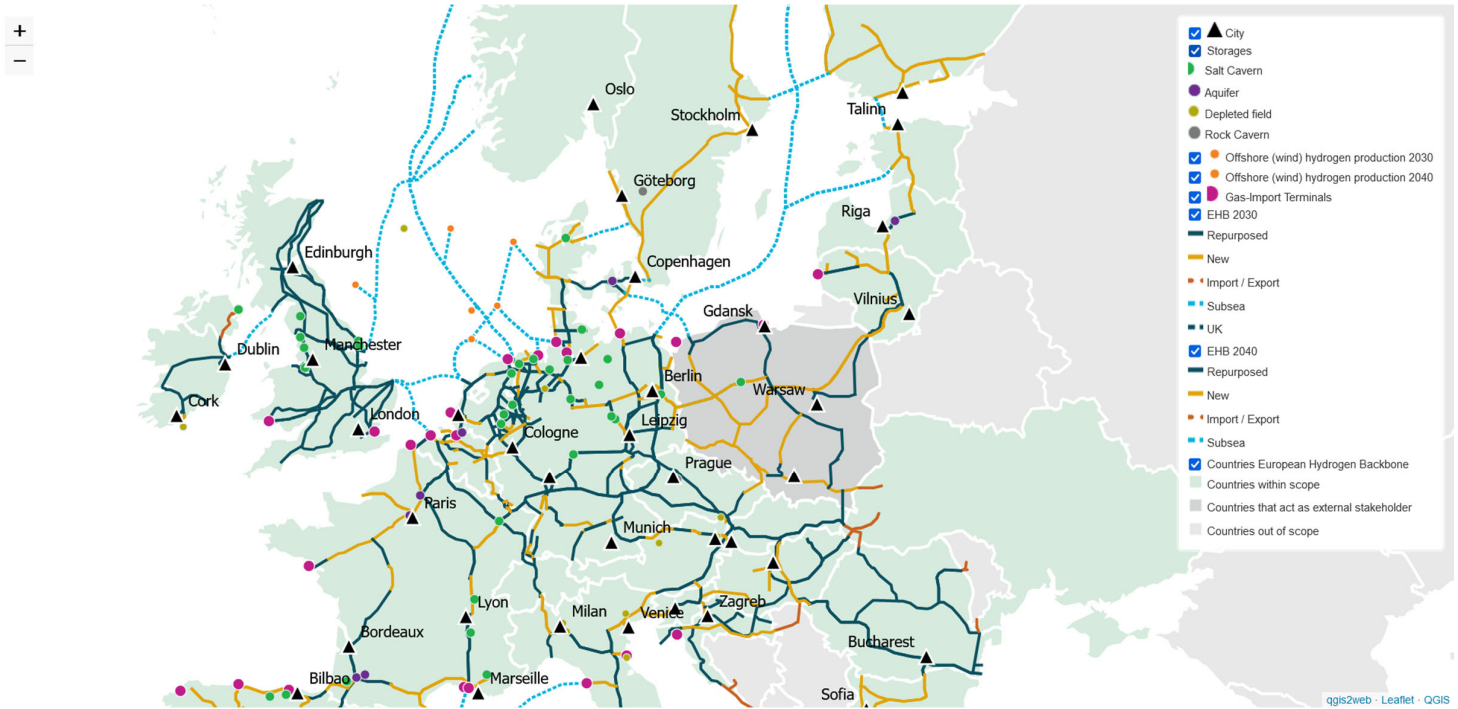 +
−
Oslo
Stockholm
Talinn
Göteborg
Riga
Edinburgh
Copenhagen
Vilnius
Gdansk
Dublin
Manchester
Berlin
Warsaw
Cork
London
Leipzig
Cologne
Prague
Paris
Munich
Lyon
Milan
Venice
Zagreb
Bordeaux
Bucharest
Bilbao
Marseille
Sofia
City
Storages
Salt Cavern
Aquifer
Depleted field
Rock Cavern
Offshore (wind) hydrogen production 2030
Offshore (wind) hydrogen production 2040
Gas-Import Terminals
EHB 2030
Repurposed
New
Import / Export
Subsea
UK
EHB 2040
Repurposed
New
Import / Export
Subsea
Countries European Hydrogen Backbone
Countries within scope
Countries that act as external stakeholder
Countries out of scope
qgis2web · Leaflet · QGIS